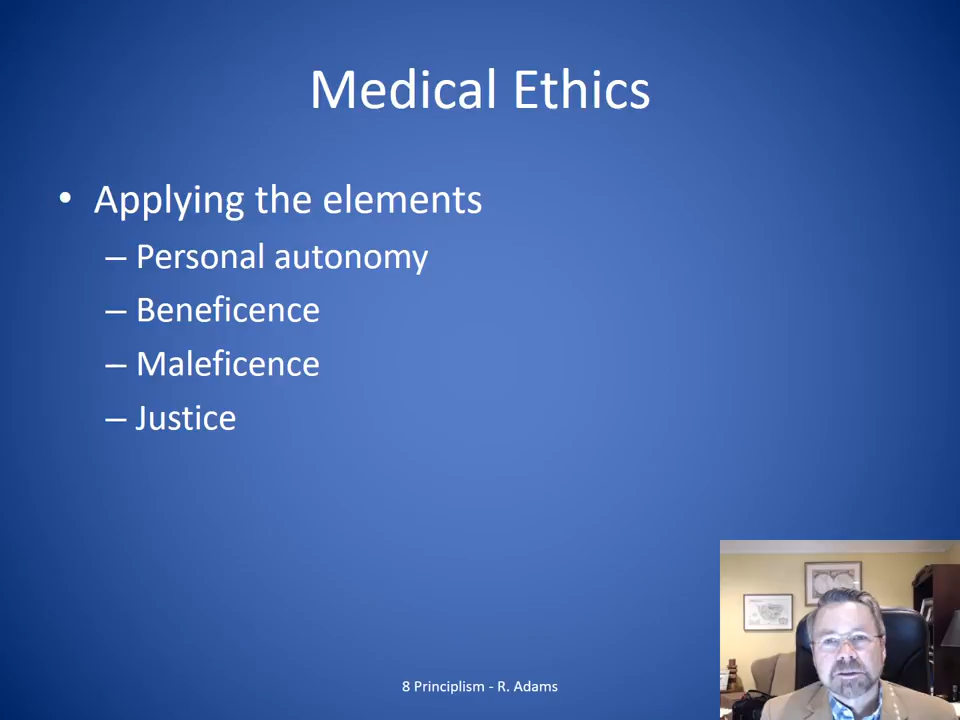 Medical Ethics
• Applying the elements
– Personal autonomy
– Beneficence
– Maleficence
– Justice
8 Principlism - R. Adams